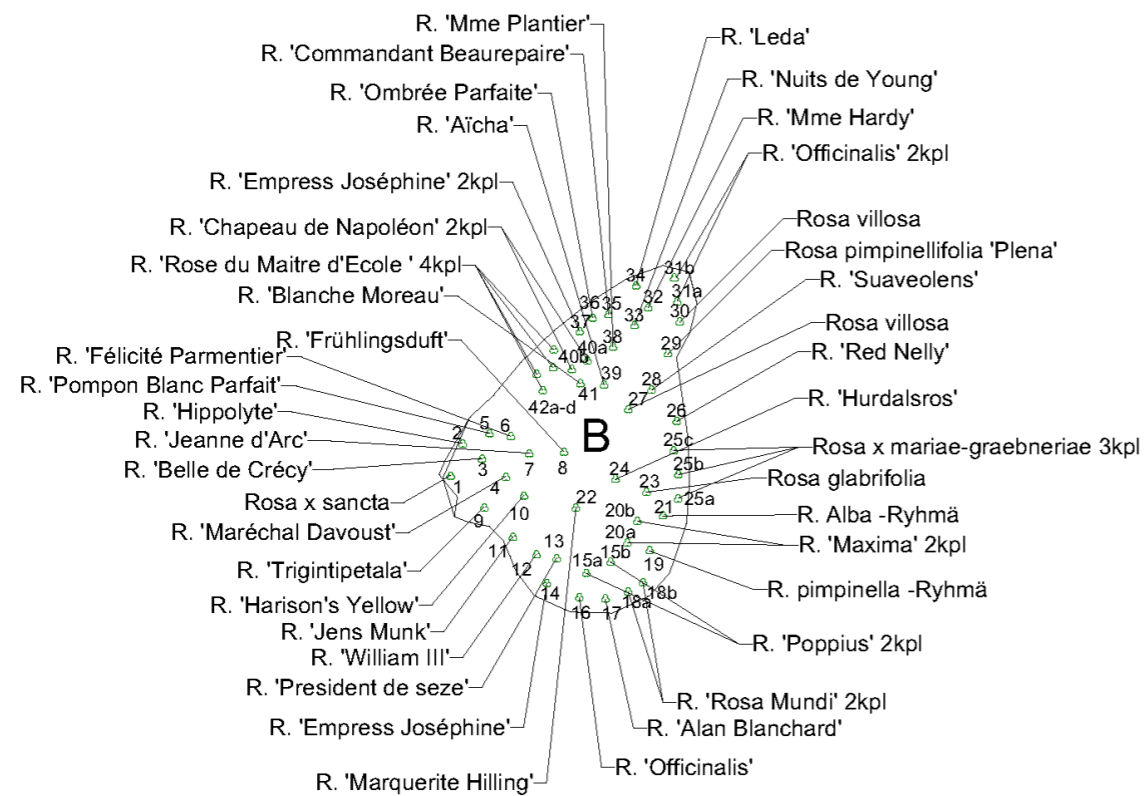 R. 'Mme Plantier'
R. 'Commandant Beaurepaire'
R. 'Ombrée Parfaite'
R. 'Aïcha'
R. 'Empress Joséphine' 2kpl
R. 'Chapeau de Napoléon' 2kpl
R. 'Rose du Maitre d'Ecole ' 4kpl
R. 'Blanche Moreau'
R. 'Frühlingsduft'
R. 'Félicité Parmentier'
R. 'Pompon Blanc Parfait'
R. 'Hippolyte'
R. 'Jeanne d'Arc'
R. 'Belle de Crécy'
Rosa x sancta
R. 'Maréchal Davoust'
R. 'Trigintipetala'
R. 'Harison's Yellow'
R. 'Jens Munk'
R. 'William III'
R. 'President de seze'
R. 'Empress Joséphine'
R. 'Marquerite Hilling'
R. 'Leda'
R. 'Nuits de Young'
R. 'Mme Hardy'
R. 'Officinalis' 2kpl
Rosa villosa
Rosa pimpinellifolia 'Plena'
R. 'Suaveolens'
Rosa villosa
R. 'Red Nelly'
R. 'Hurdalsros'
Rosa x mariae-graebneriae 3kpl
Rosa glabrifolia
R. Alba -Ryhmä
R. 'Maxima' 2kpl
R. pimpinella -Ryhmä
R. 'Poppius' 2kpl
R. 'Rosa Mundi' 2kpl
R. 'Alan Blanchard'
R. 'Officinalis'
34
31b
31a
36
35
32
30
37
33
38
29
40b
40a
39
41
28
42a-d
27
26
B
2
5
6
25c
3
7
8
24
25b
1
4
23
25a
9
10
22
21
20b
11
13
20a
12
15a
15b
19
14
16
17
18a
18b